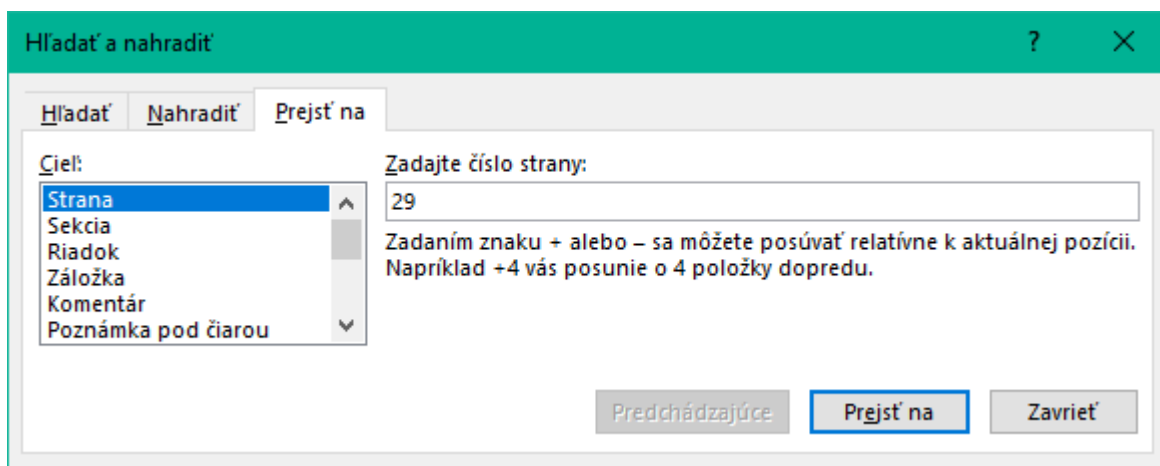 Hľadať a nahradiť
?
Hľadať Nahradiť Prejsť na
Cieľ:
Strana
Sekcia
Riadok
Záložka
Komentár
Poznámka pod čiarou
Zadajte číslo strany:
29
Zadaním znaku + alebo – sa môžete posúvať relatívne k aktuálnej pozícii.
Napríklad +4 vás posunie o 4 položky dopredu.
Predchádzajúce Prejsť na Zavrieť